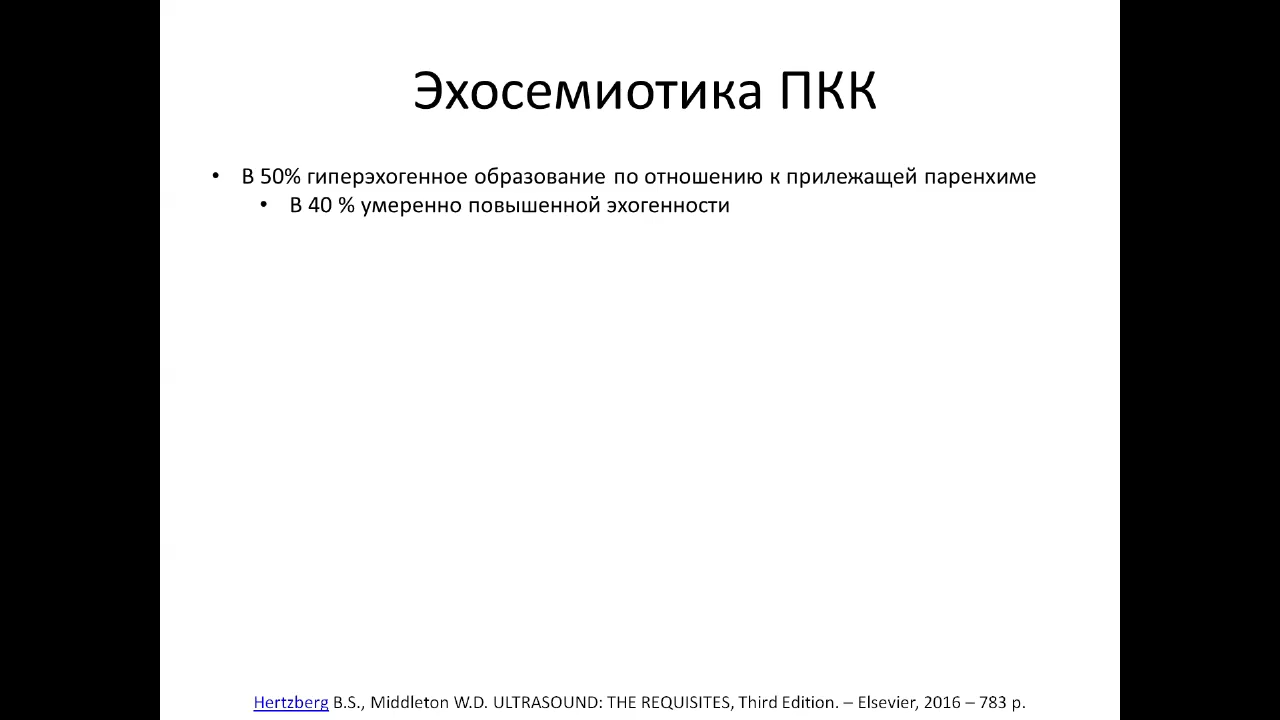 Эхосемиотика ПКК
• В 50% гиперэхогенное образование по отношению к прилежащей паренхиме
• В 40 % умеренно повышенной эхогенности
Hertzberg B.S., Middleton W.D. ULTRASOUND: THE REQUISITES, Third Edition. – Elsevier, 2016 – 783 p.